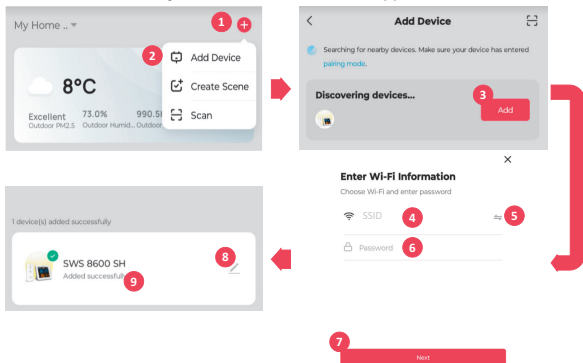 My Home ..
1
2
Add Device
Create Scene
Scan
8°C
Excellent
Outdoor PM2.5
73.0%
Outdoor Humid...
Outdoor
Add Device
Searching for nearby devices. Make sure your device has entered
pairing mode.
Discovering devices...
3
Add
Enter Wi-Fi Information
Choose Wi-Fi and enter password
SSID
4
5
Password
6
7
Next
1 device(s) added successfully
SWS 8600 SH
Added successfully
8
9